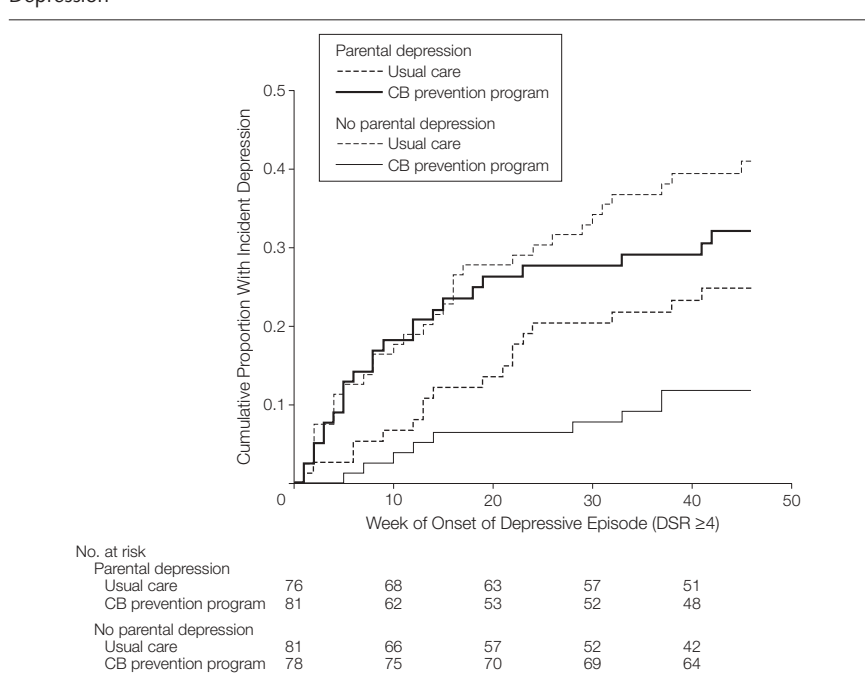 Depression
Parental depression
Usual care
CB prevention program
No parental depression
Usual care
CB prevention program
Cumulative Proportion With Incident Depression
0.5
0.4
0.3
0.2
0.1
0 10 20 30 40 50
Week of Onset of Depressive Episode (DSR ≥4)
No. at risk
Parental depression
Usual care 76 68 63 57 51
CB prevention program 81 62 53 52 48
No parental depression
Usual care 81 66 57 52 42
CB prevention program 78 75 70 69 64